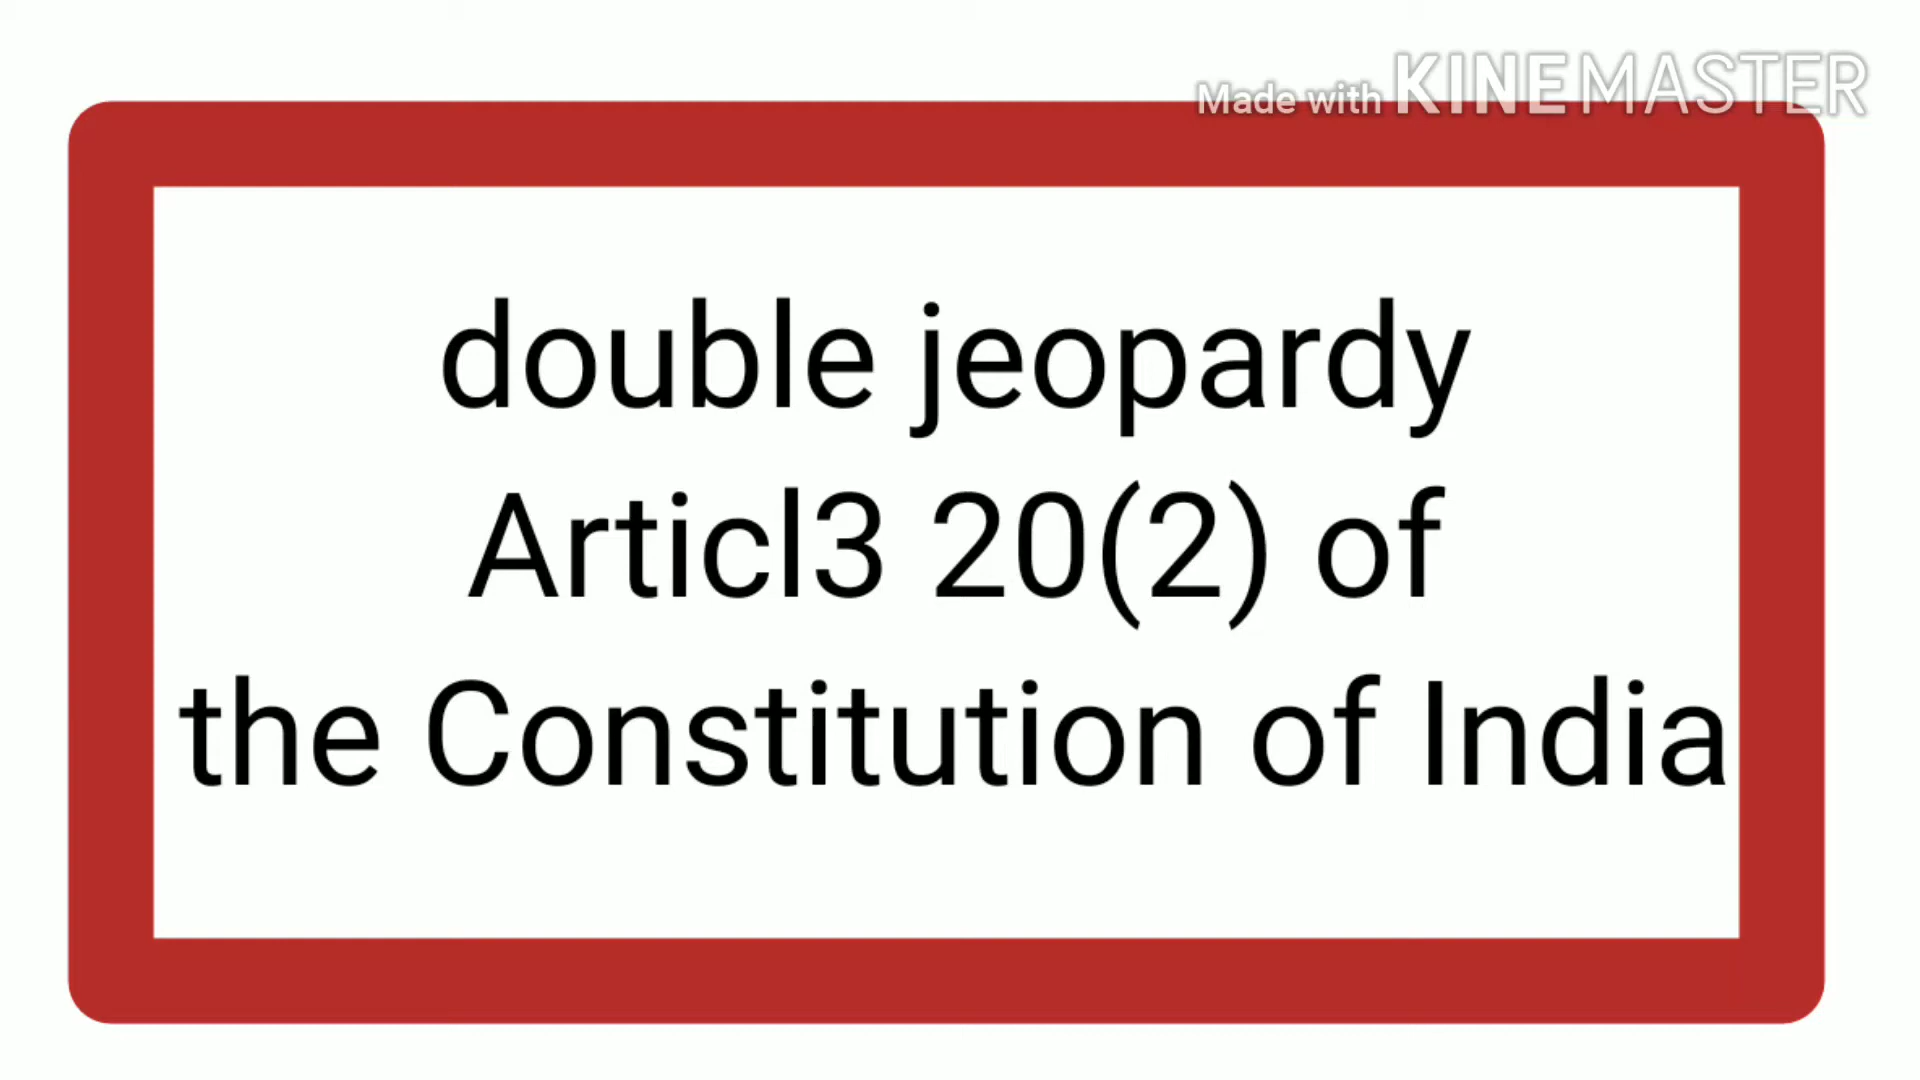 Made with KINEMASTER
double jeopardy
Articl3 20(2) of
the Constitution of India